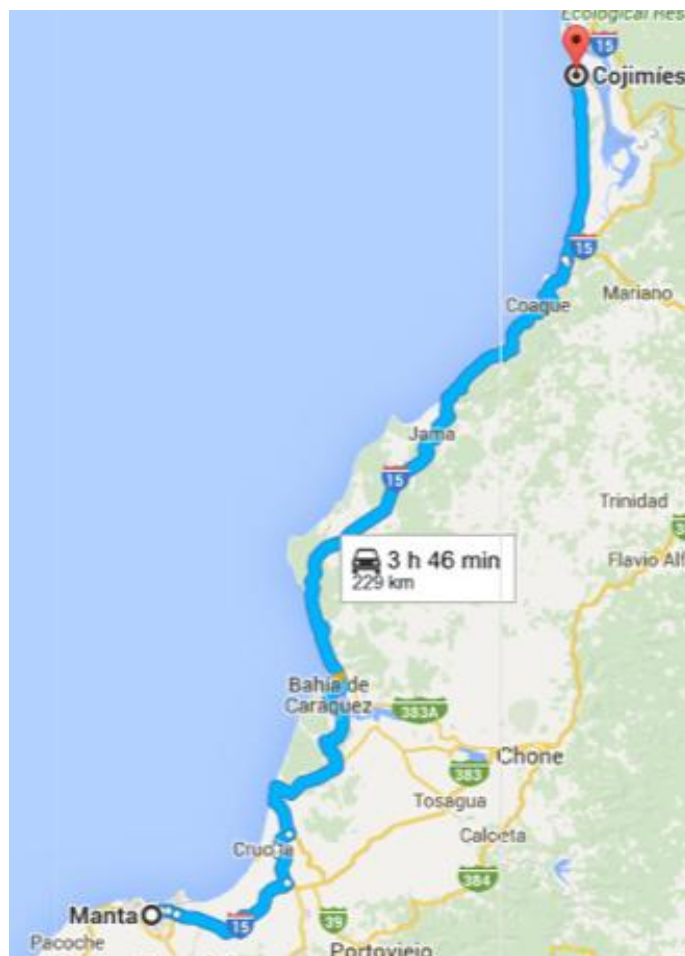 Ecological Res
15
Cojimíes
15
Coaque
Mariano
Jama
15
Trinidad
3 h 46 min
229 km
Flavio Alf
Bahía de
Caráquez
383A
Chone
383
Tosagua
Calceta
Crucita
384
Manta
15
39
Pacoche
Portoviejo